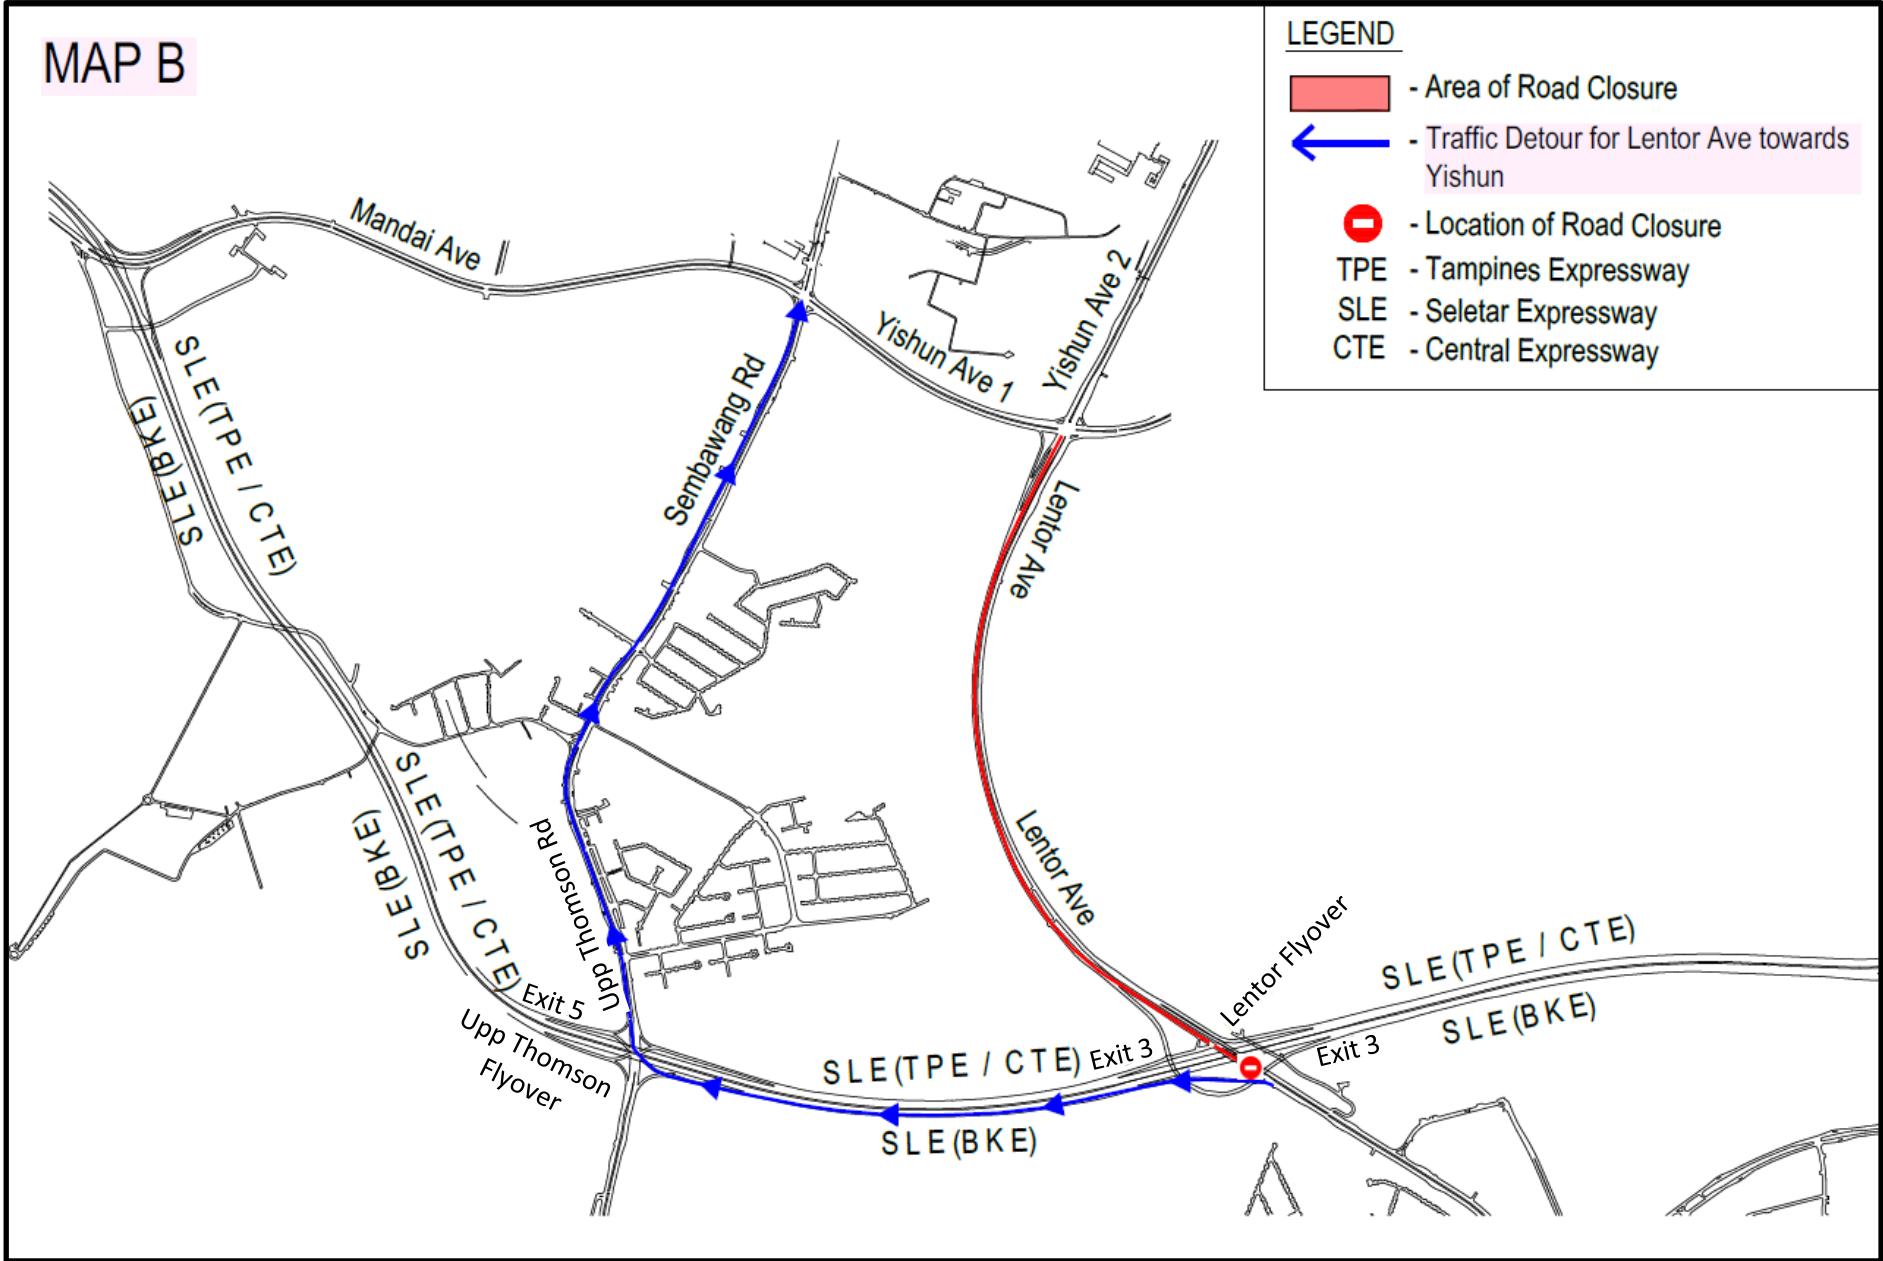 MAP B
LEGEND
- Area of Road Closure
- Traffic Detour for Lentor Ave towards
Yishun
- Location of Road Closure
TPE - Tampines Expressway
SLE - Seletar Expressway
CTE - Central Expressway
Mandai Ave
Yishun Ave 2
Yishun Ave 1
SLE (TPE / CTE)
SLE (BKE)
Sembawang Rd
Lentor Ave
SLE (TPE / CTE)
SLE (BKE)
Upp Thomson Rd
Lentor Ave
Lentor Flyover
SLE (TPE / CTE)
SLE (BKE)
Exit 5
Upp Thomson
Flyover
SLE (TPE / CTE)
Exit 3
Exit 3
SLE (BKE)